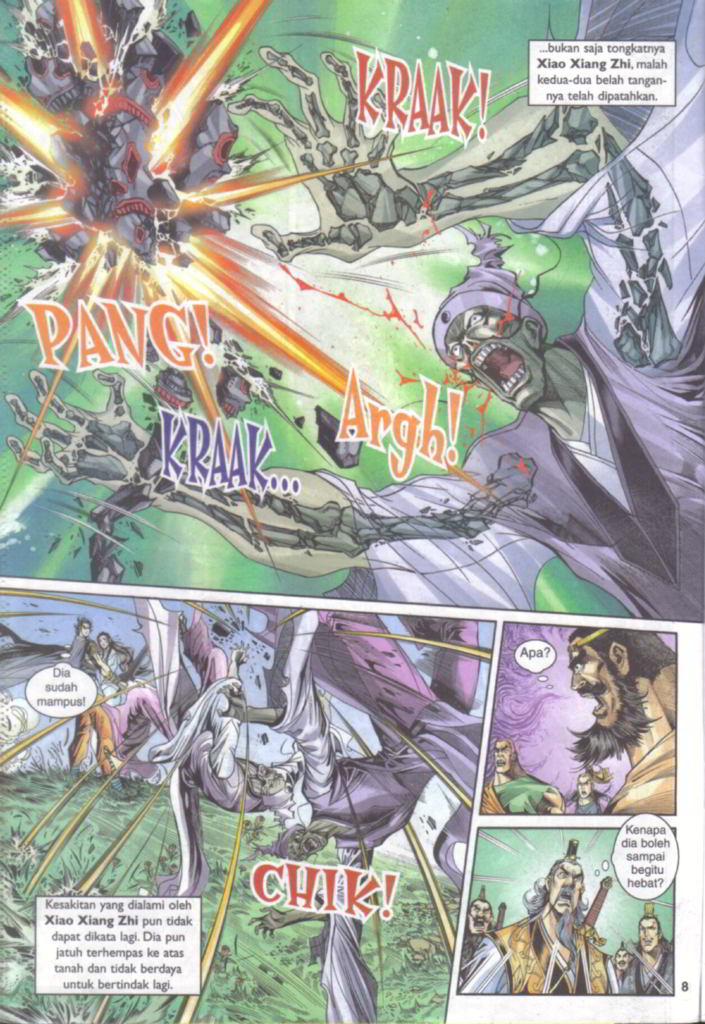 ...bukan saja tongkatnya
Xiao Xiang Zhi, malah
kedua-dua belah tangan-
nya telah dipatahkan.
KRAAK!
PANG!
Argh!
KRAAK...
Dia
sudah
mampus!
CHIK!
Kesakitan yang dialami oleh
Xiao Xiang Zhi pun tidak
dapat dikata lagi. Dia pun
jatuh terhempas ke atas
tanah dan tidak berdaya
untuk bertindak lagi.
Apa?
Kenapa
dia boleh
sampai
begitu
hebat?
8